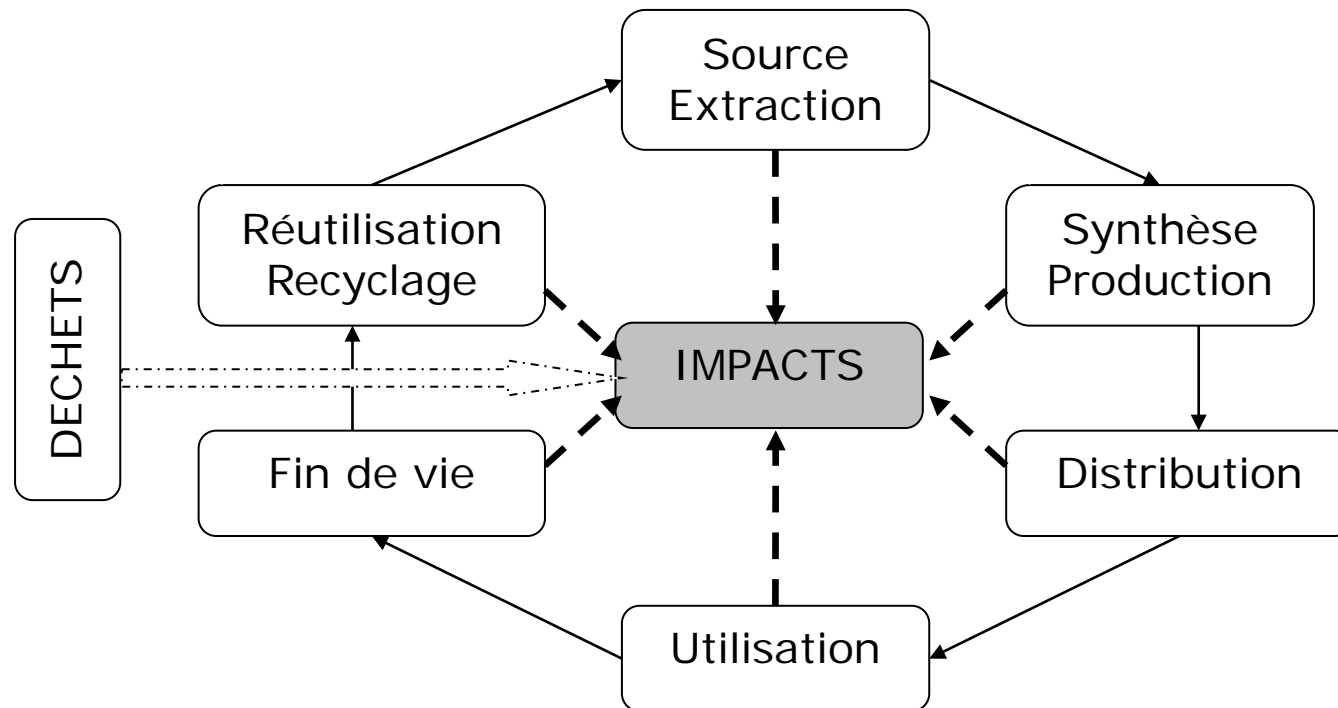 Source
Extraction
Réutilisation
Recyclage
Synthèse
Production
DECHETS
IMPACTS
Fin de vie
Distribution
Utilisation